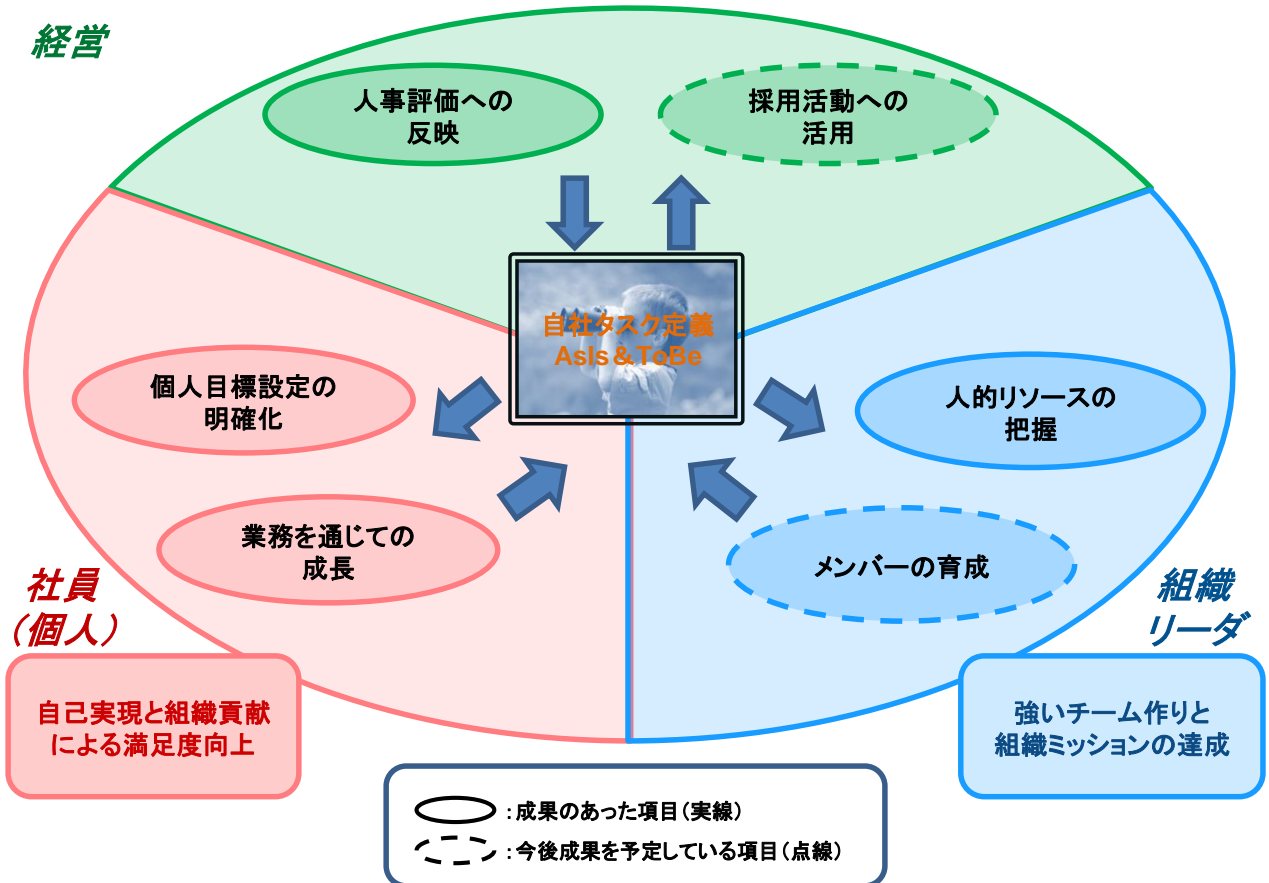 経営
人事評価への
反映
採用活動への
活用
自社タスク定義
AsIs＆ToBe
個人目標設定の
明確化
業務を通じての
成長
人的リソースの
把握
メンバーの育成
社員
（個人）
自己実現と組織貢献
による満足度向上
組織
リーダ
強いチーム作りと
組織ミッションの達成
：成果のあった項目（実線）
：今後成果を予定している項目（点線）